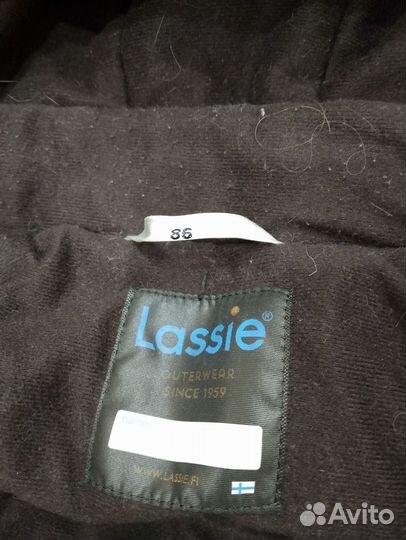 86
Lassie®
OUTERWEAR
SINCE 1959
WWW.LASSIE.FI
Avito